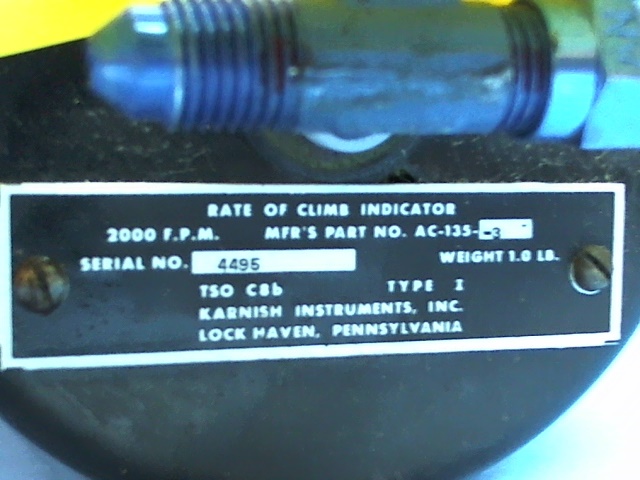 RATE OF CLIMB INDICATOR
2000 F.P.M. MFR'S PART NO. AC-135-3
SERIAL NO. 4495 WEIGHT 1.0 LB.
TSO C8b TYPE I
KARNISH INSTRUMENTS, INC.
LOCK HAVEN, PENNSYLVANIA